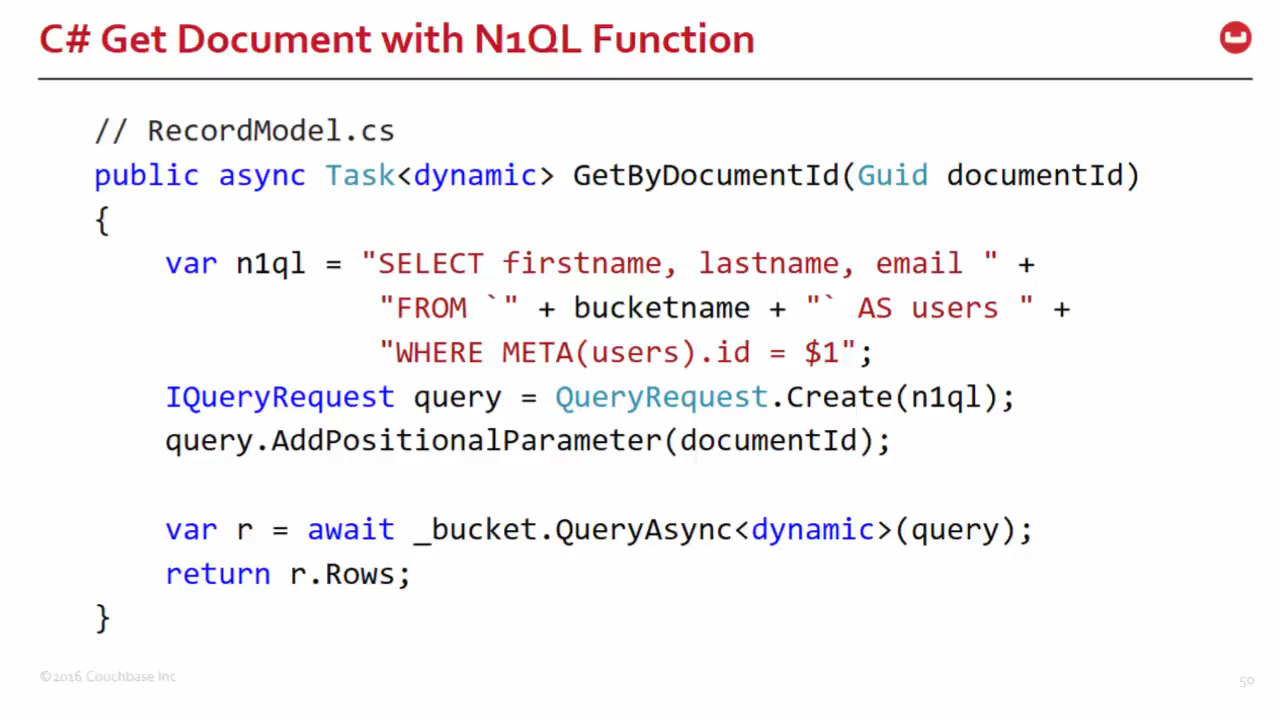 C# Get Document with N1QL Function
// RecordModel.cs
public async Task<dynamic> GetByDocumentId(Guid documentId)
{
    var n1ql = "SELECT firstname, lastname, email " +
                "FROM `" + bucketname + "` AS users " +
                "WHERE META(users).id = $1";
    IQueryRequest query = QueryRequest.Create(n1ql);
    query.AddPositionalParameter(documentId);

    var r = await _bucket.QueryAsync<dynamic>(query);
    return r.Rows;
}
©2016 Couchbase Inc
50